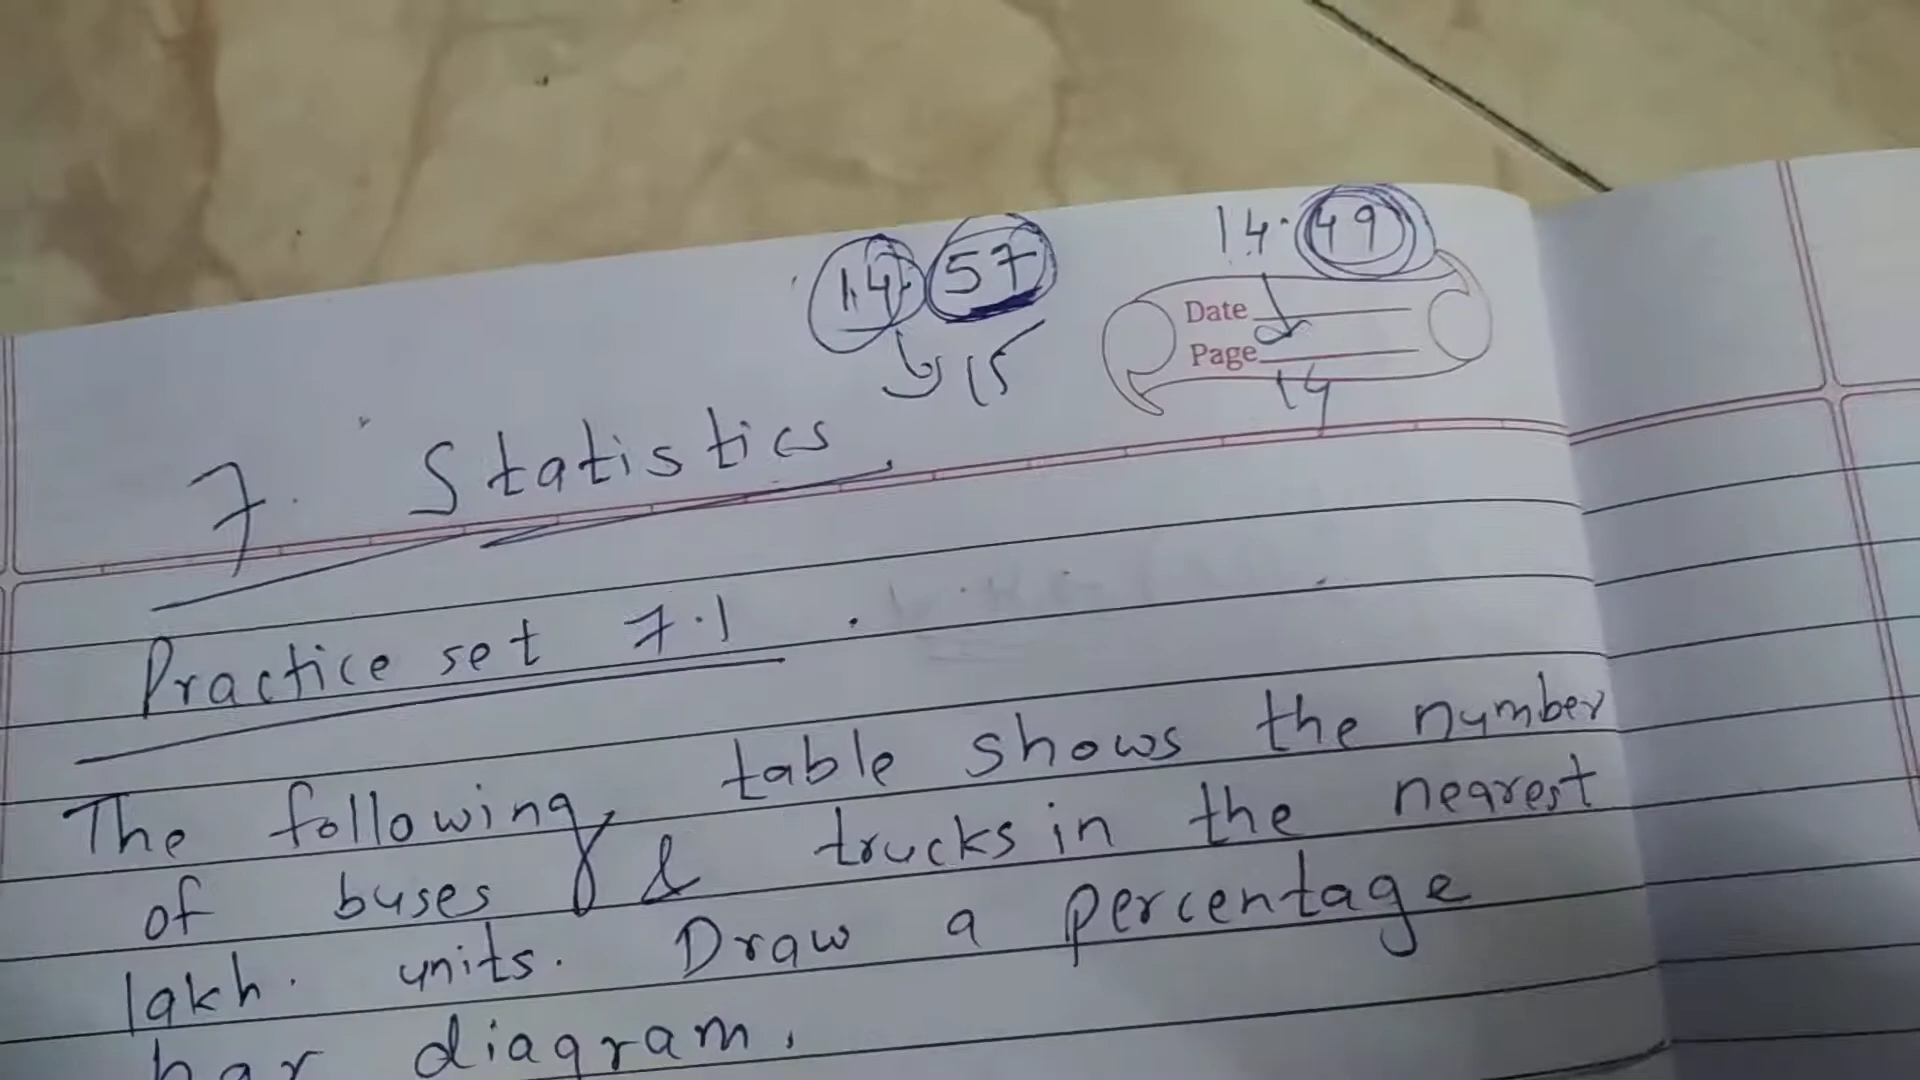 14.57
15
14.49
Date
Page
14
7. Statistics
Practice set 7.1
The following table shows the number
of buses & trucks in the nearest
lakh. units. Draw a percentage
bar diagram.